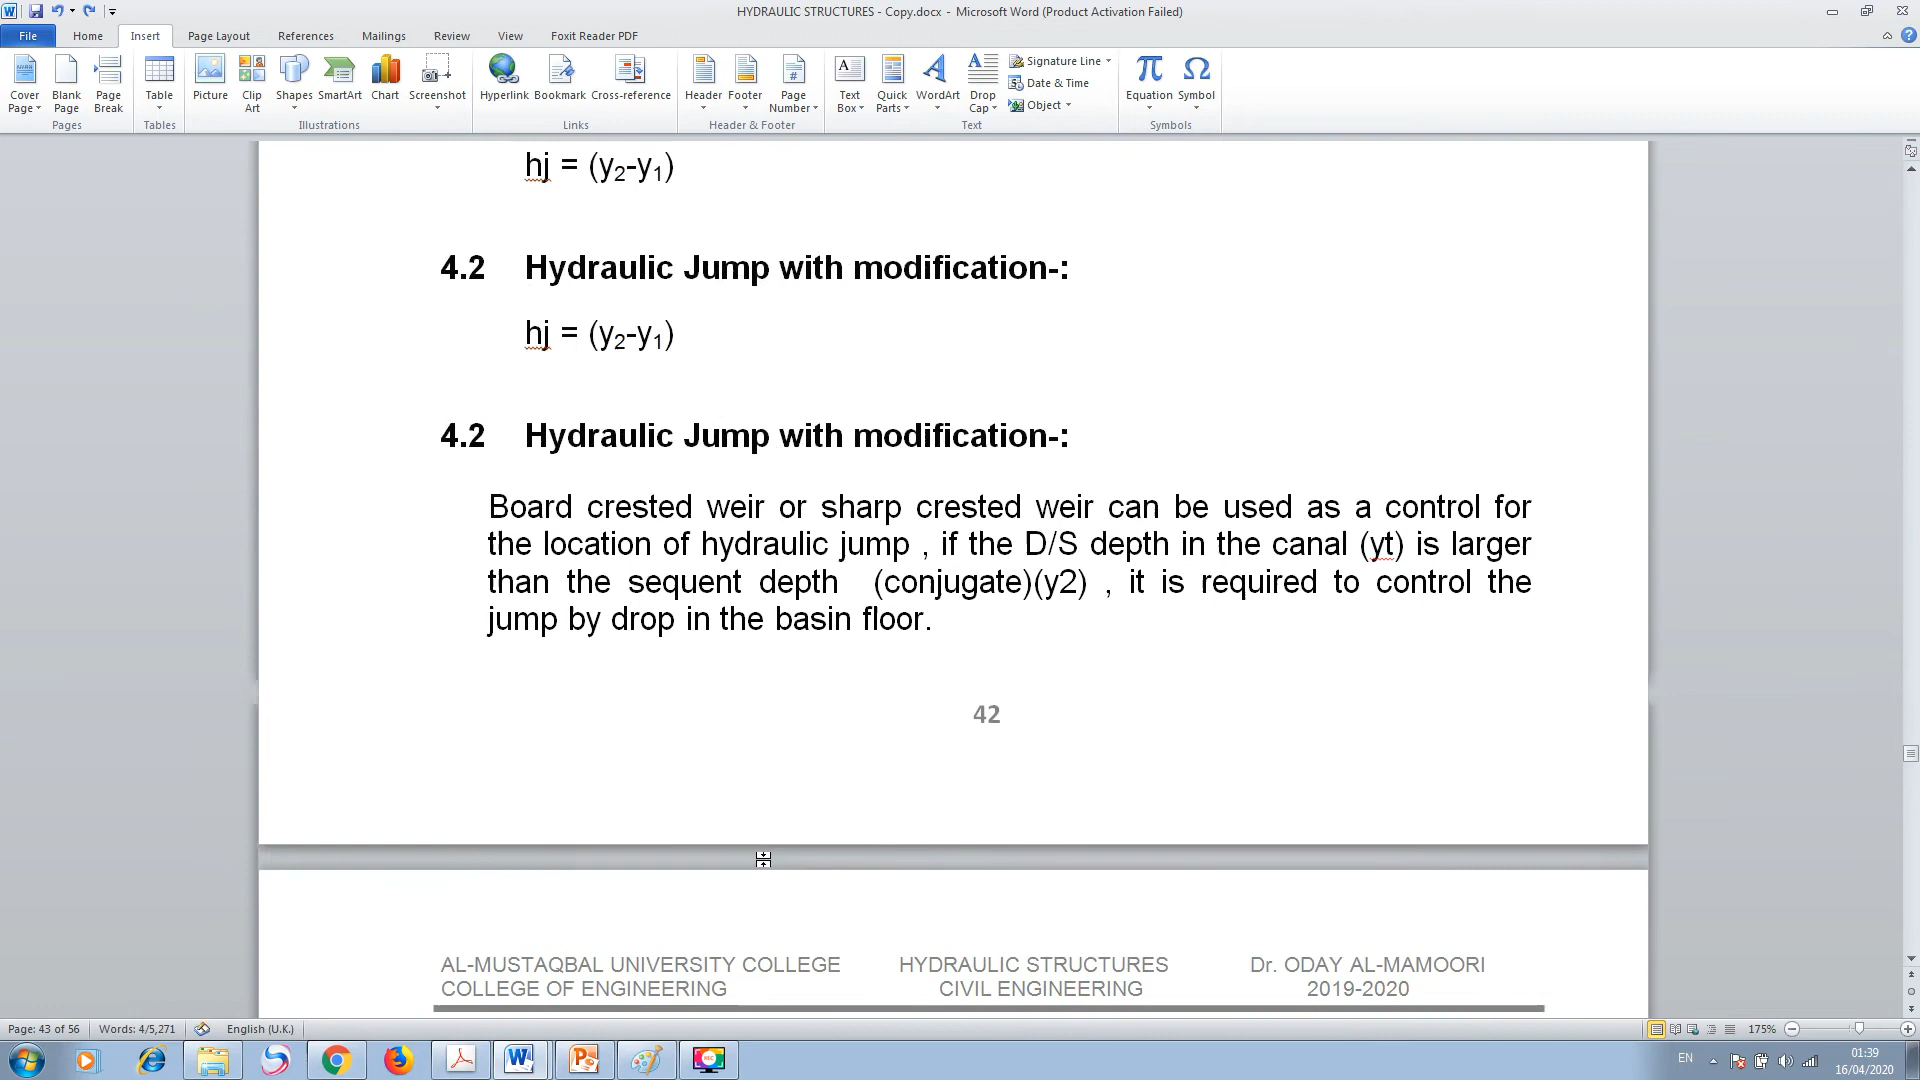 HYDRAULIC STRUCTURES - Copy.docx - Microsoft Word (Product Activation Failed)
File Home Insert Page Layout References Mailings Review View Foxit Reader PDF
Cover Page Blank Page Page Break Table Picture Clip Art Shapes SmartArt Chart Screenshot Hyperlink Bookmark Cross-reference Header Footer Page Number Text Box Quick Parts WordArt Drop Cap Signature Line Date & Time Object Equation Symbol
Pages Tables Illustrations Links Header & Footer Text Symbols
hj = (y₂-y₁)
4.2 Hydraulic Jump with modification-:
hj = (y₂-y₁)
4.2 Hydraulic Jump with modification-:
Board crested weir or sharp crested weir can be used as a control for
the location of hydraulic jump , if the D/S depth in the canal (yt) is larger
than the sequent depth (conjugate)(y2) , it is required to control the
jump by drop in the basin floor.
42
AL-MUSTAQBAL UNIVERSITY COLLEGE HYDRAULIC STRUCTURES Dr. ODAY AL-MAMOORI
COLLEGE OF ENGINEERING CIVIL ENGINEERING 2019-2020
Page: 43 of 56 Words: 4/5,271 English (U.K.) 175%
EN 01:39
16/04/2020